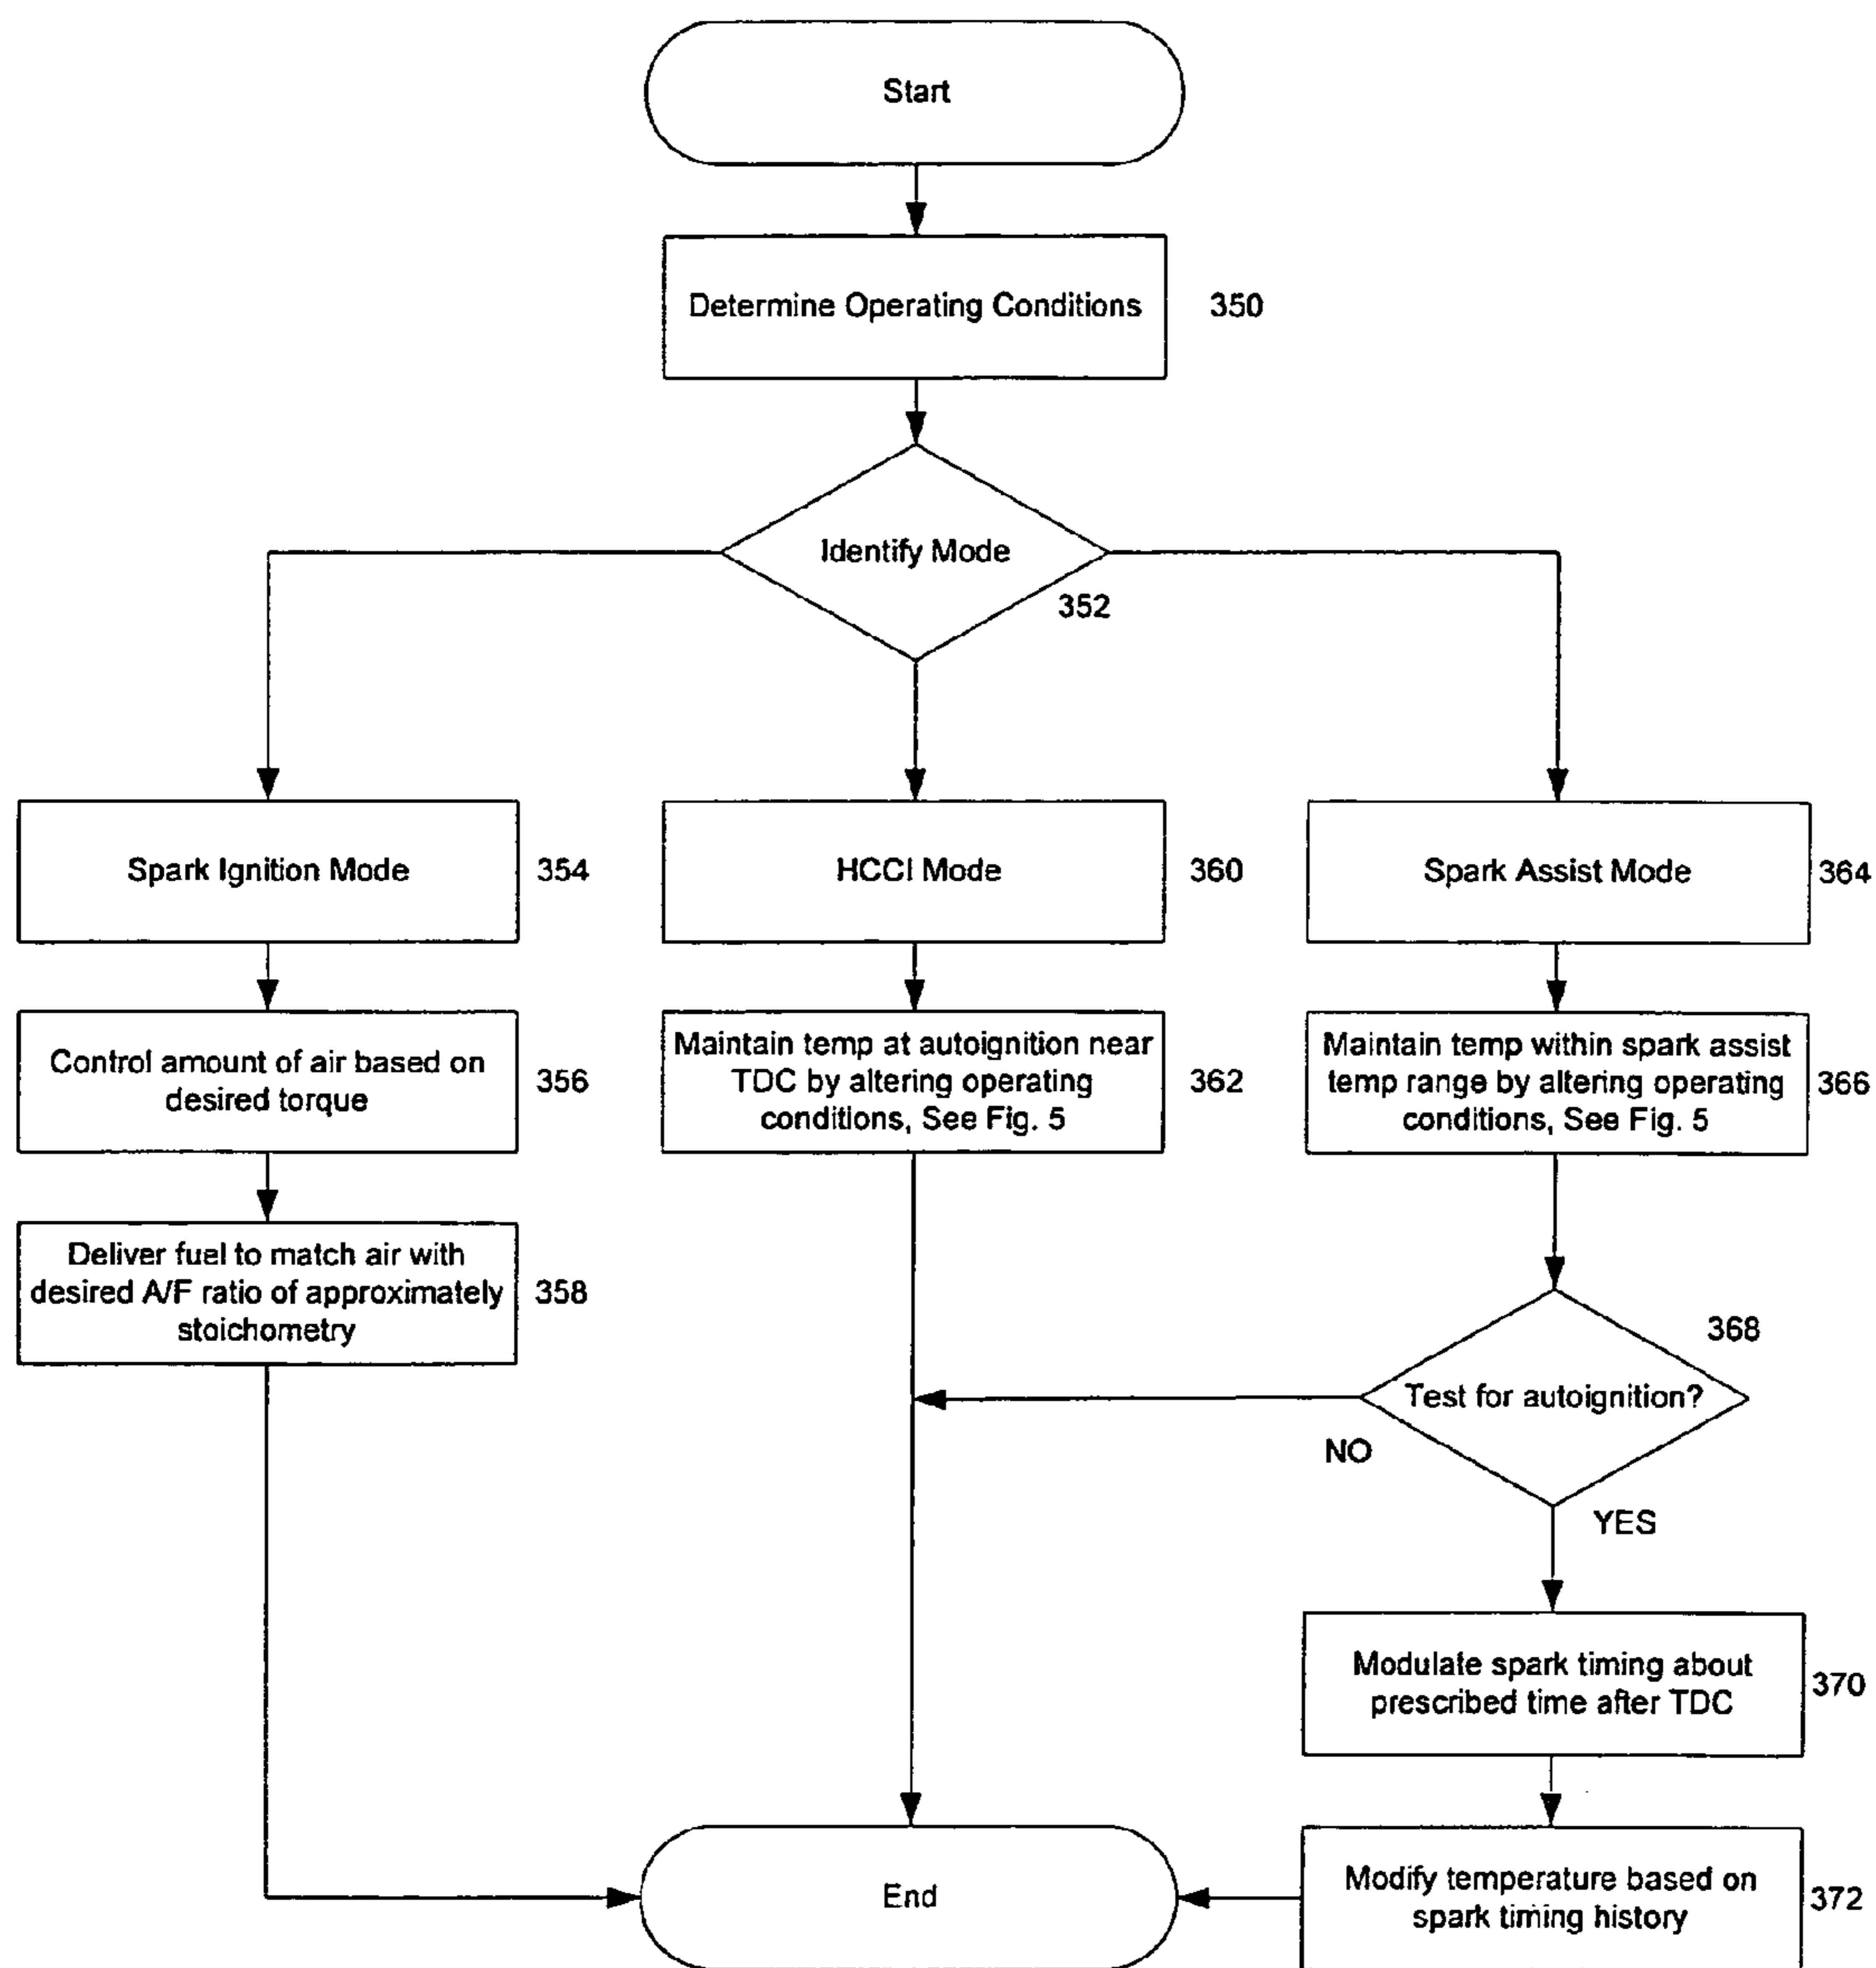 Start
Determine Operating Conditions
350
Identify Mode
352
Spark Ignition Mode
354
HCCI Mode
360
Spark Assist Mode
364
Control amount of air based on
desired torque
356
Maintain temp at autoignition near
TDC by altering operating
conditions, See Fig. 5
362
Maintain temp within spark assist
temp range by altering operating
conditions, See Fig. 5
366
Deliver fuel to match air with
desired A/F ratio of approximately
stoichometry
358
368
Test for autoignition?
NO
YES
Modulate spark timing about
prescribed time after TDC
370
End
Modify temperature based on
spark timing history
372